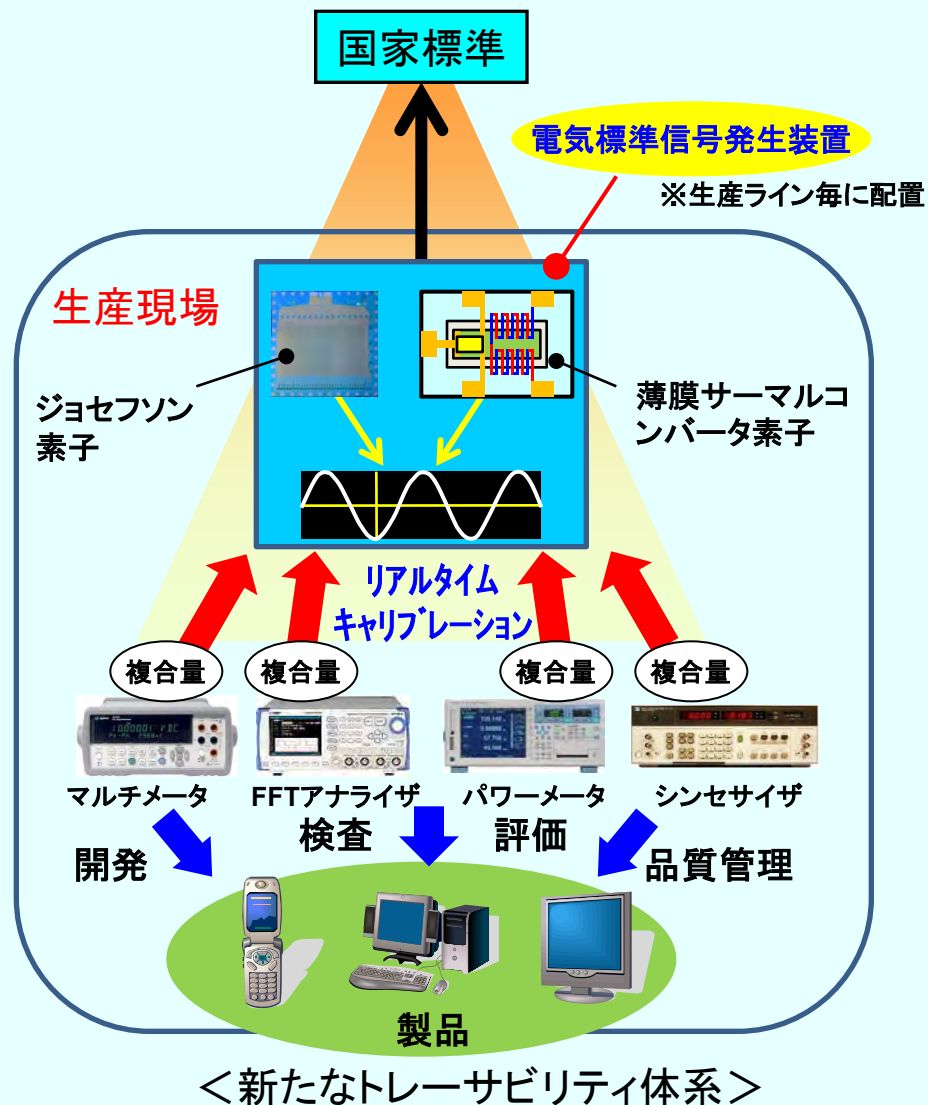 国家標準
電気標準信号発生装置
※生産ライン毎に配置
生産現場
ジョセフソン
素子
薄膜サーマルコ
ンバータ素子
リアルタイム
キャリブレーション
複合量
複合量
複合量
複合量
マルチメータ
FFTアナライザ
パワーメータ
シンセサイザ
開発
検査
評価
品質管理
製品
＜新たなトレーサビリティ体系＞